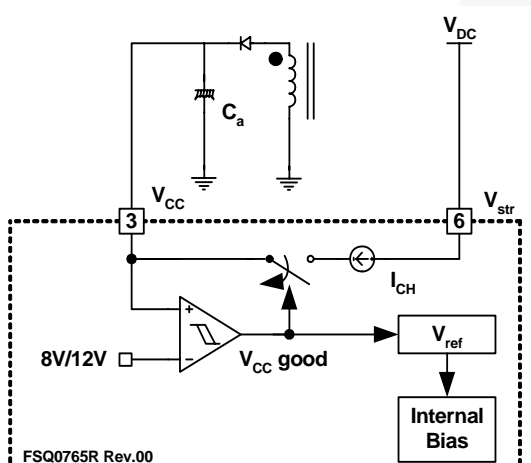 V_DC
C_a
V_CC
V_str
3
6
I_CH
8V/12V
+
−
V_CC good
V_ref
Internal
Bias
FSQ0765R Rev.00